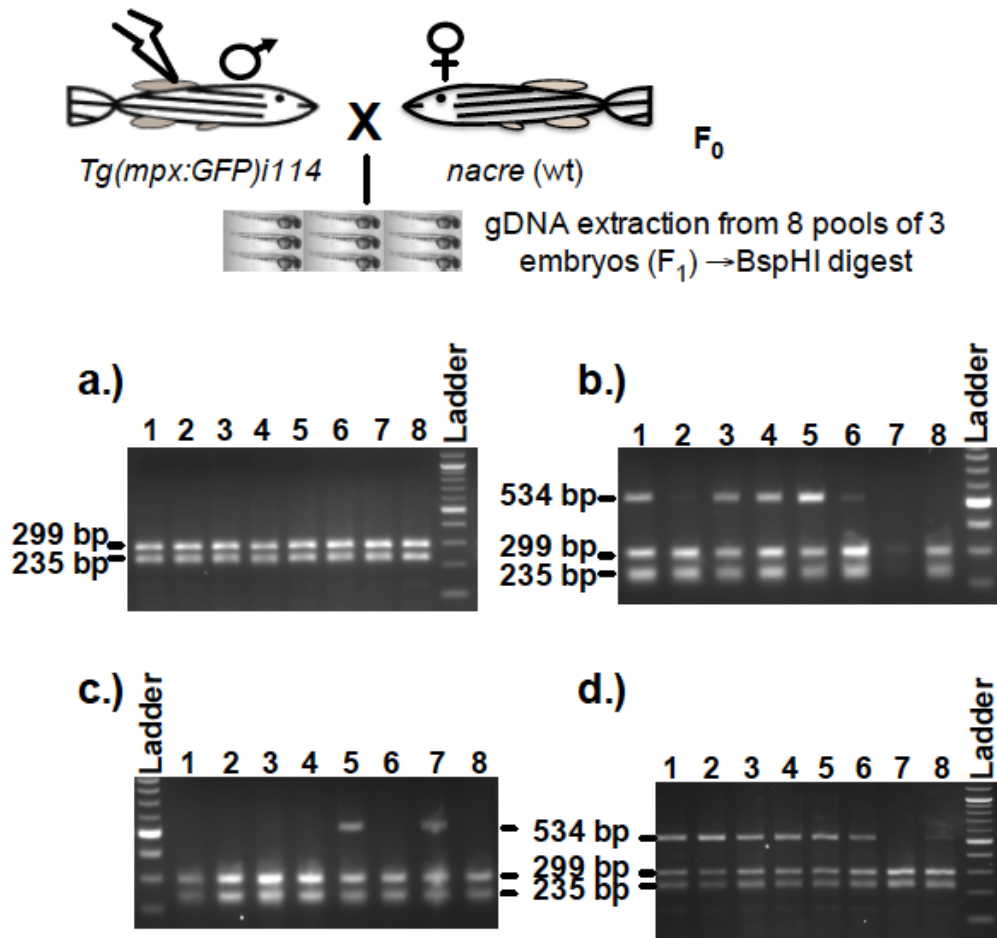 X
F0
Tg(mpx:GFP)i114
nacre (wt)
gDNA extraction from 8 pools of 3
embryos (F1) →BspHI digest
a.)
1 2 3 4 5 6 7 8 Ladder
299 bp
235 bp
b.)
1 2 3 4 5 6 7 8 Ladder
534 bp
299 bp
235 bp
c.)
Ladder 1 2 3 4 5 6 7 8
d.)
1 2 3 4 5 6 7 8 Ladder
534 bp
299 bp
235 bp